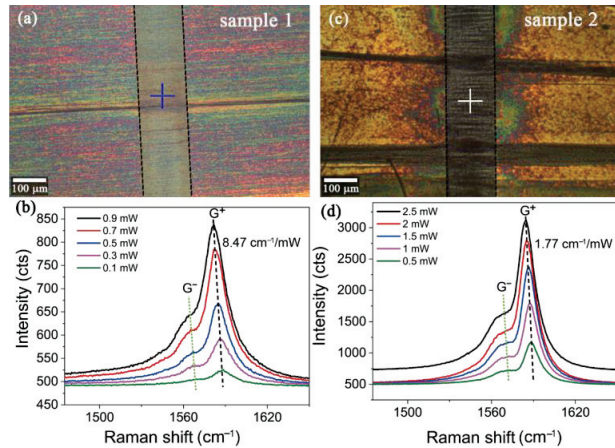 (a)
sample 1
100 μm
(c)
sample 2
100 μm
(b)
0.9 mW
0.7 mW
0.5 mW
0.3 mW
0.1 mW
G⁺
8.47 cm⁻¹/mW
G⁻
850
800
750
700
650
600
550
500
450
1500
1560
1620
Intensity (cts)
Raman shift (cm⁻¹)
(d)
2.5 mW
2 mW
1.5 mW
1 mW
0.5 mW
G⁺
1.77 cm⁻¹/mW
G⁻
3000
2500
2000
1500
1000
500
1500
1560
1620
Intensity (cts)
Raman shift (cm⁻¹)